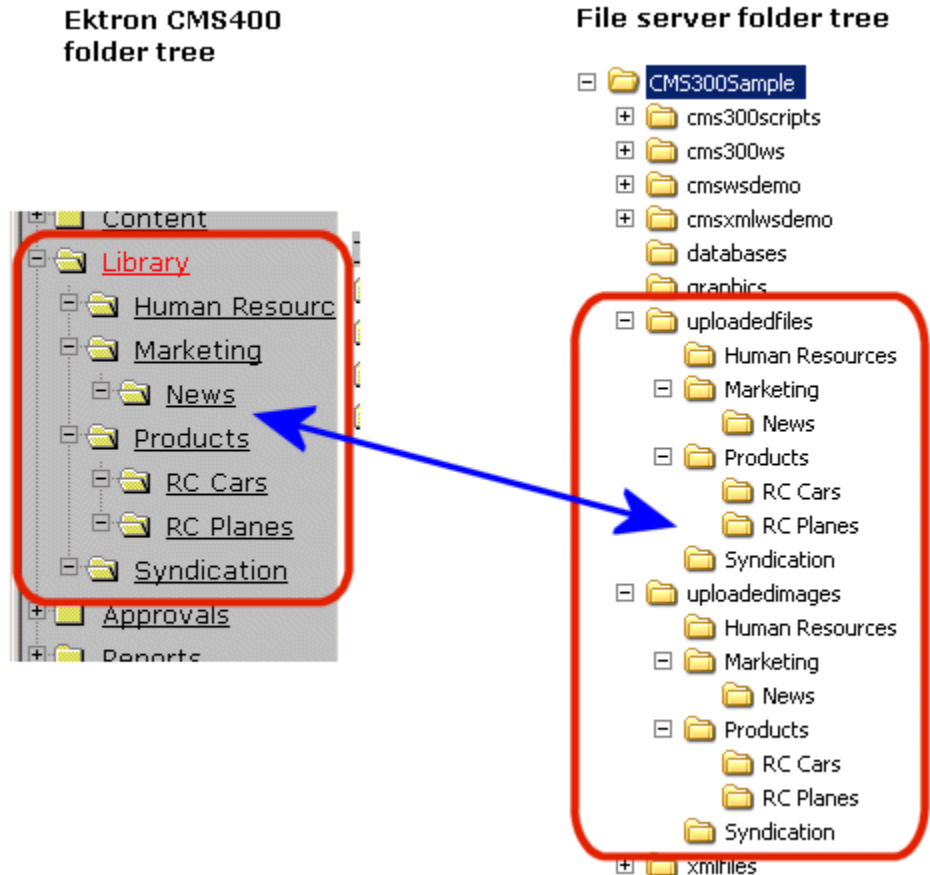 Ektron CMS400
folder tree
Content
Library
Human Resourc
Marketing
News
Products
RC Cars
RC Planes
Syndication
Approvals
Reports
File server folder tree
CMS300Sample
cms300scripts
cms300ws
cmswsdemo
cmsxmlwsdemo
databases
graphics
uploadedfiles
Human Resources
Marketing
News
Products
RC Cars
RC Planes
Syndication
uploadedimages
Human Resources
Marketing
News
Products
RC Cars
RC Planes
Syndication
xmlfiles